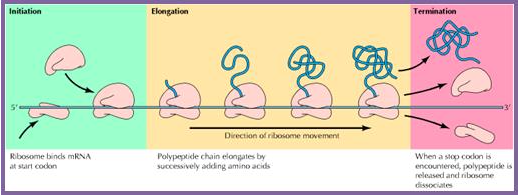 Initiation
Elongation
Termination
5'
3'
Direction of ribosome movement
Ribosome binds mRNA
at start codon
Polypeptide chain elongates by
successively adding amino acids
When a stop codon is
encountered, polypeptide is
released and ribosome
dissociates